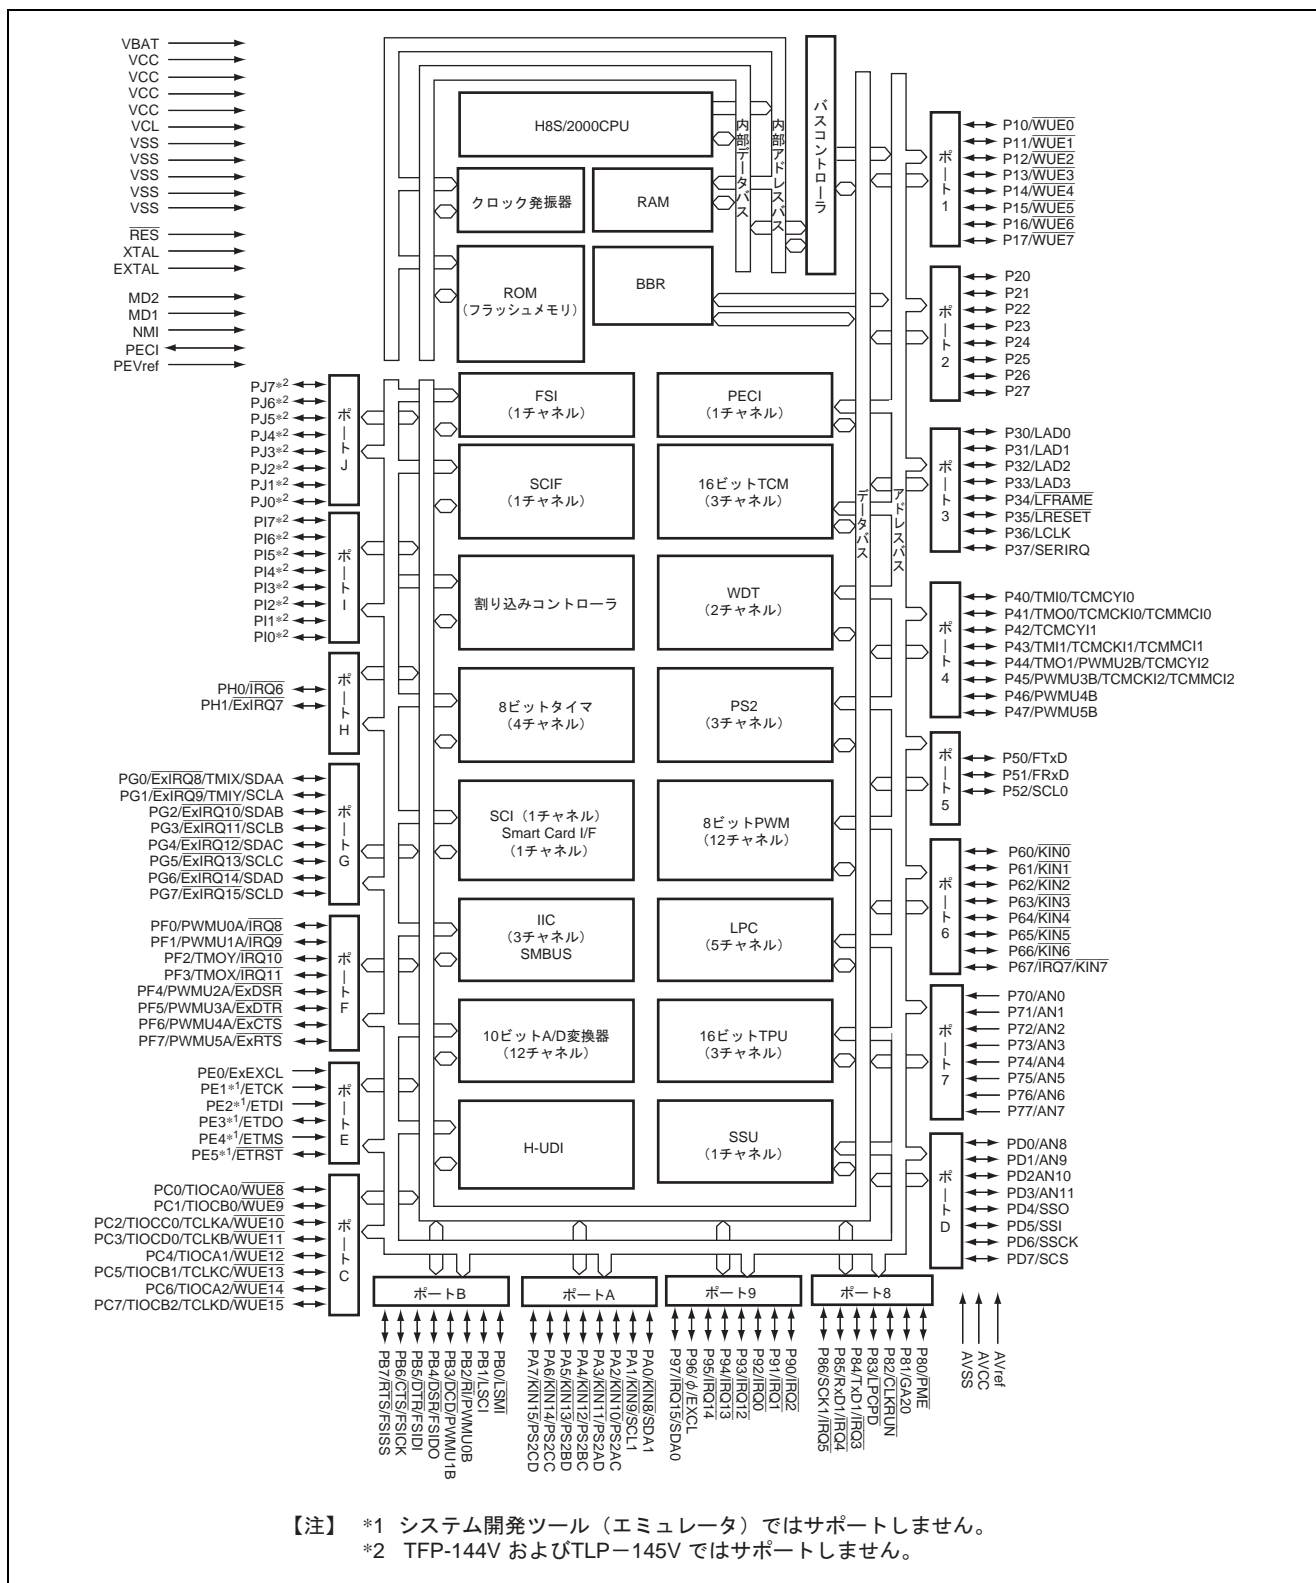 VBAT
VCC
VCC
VCC
VCC
VCL
VSS
VSS
VSS
VSS
VSS
RES
XTAL
EXTAL
MD2
MD1
NMI
PECI
PEVref
PJ7*2
PJ6*2
PJ5*2
PJ4*2
PJ3*2
PJ2*2
PJ1*2
PJ0*2
ポートJ
PI7*2
PI6*2
PI5*2
PI4*2
PI3*2
PI2*2
PI1*2
PI0*2
ポートI
PH0/IRQ6
PH1/ExIRQ7
ポートH
PG0/ExIRQ8/TMIX/SDAA
PG1/ExIRQ9/TMIY/SCLA
PG2/ExIRQ10/SDAB
PG3/ExIRQ11/SCLB
PG4/ExIRQ12/SDAC
PG5/ExIRQ13/SCLC
PG6/ExIRQ14/SDAD
PG7/ExIRQ15/SCLD
ポートG
PF0/PWMU0A/IRQ8
PF1/PWMU1A/IRQ9
PF2/TMOY/IRQ10
PF3/TMOX/IRQ11
PF4/PWMU2A/ExDSR
PF5/PWMU3A/ExDTR
PF6/PWMU4A/ExCTS
PF7/PWMU5A/ExRTS
ポートF
PE0/ExEXCL
PE1*1/ETCK
PE2*1/ETDI
PE3*1/ETDO
PE4*1/ETMS
PE5*1/ETRST
ポートE
PC0/TIOCA0/WUE8
PC1/TIOCB0/WUE9
PC2/TIOCC0/TCLKA/WUE10
PC3/TIOCD0/TCLKB/WUE11
PC4/TIOCA1/WUE12
PC5/TIOCB1/TCLKC/WUE13
PC6/TIOCA2/WUE14
PC7/TIOCB2/TCLKD/WUE15
ポートC
H8S/2000CPU
クロック発振器
RAM
ROM
（フラッシュメモリ）
BBR
内部データバス
内部アドレスバス
バスコントローラ
FSI
（1チャネル）
PECI
（1チャネル）
SCIF
（1チャネル）
16ビットTCM
（3チャネル）
割り込みコントローラ
WDT
（2チャネル）
8ビットタイマ
（4チャネル）
PS2
（3チャネル）
SCI（1チャネル）
Smart Card I/F
（1チャネル）
8ビットPWM
（12チャネル）
IIC
（3チャネル）
SMBUS
LPC
（5チャネル）
10ビットA/D変換器
（12チャネル）
16ビットTPU
（3チャネル）
H-UDI
SSU
（1チャネル）
データバス
アドレスバス
ポート1
P10/WUE0
P11/WUE1
P12/WUE2
P13/WUE3
P14/WUE4
P15/WUE5
P16/WUE6
P17/WUE7
ポート2
P20
P21
P22
P23
P24
P25
P26
P27
ポート3
P30/LAD0
P31/LAD1
P32/LAD2
P33/LAD3
P34/LFRAME
P35/LRESET
P36/LCLK
P37/SERIRQ
ポート4
P40/TMI0/TCMCYI0
P41/TMO0/TCMCKI0/TCMMCI0
P42/TCMCYI1
P43/TMI1/TCMCKI1/TCMMCI1
P44/TMO1/PWMU2B/TCMCYI2
P45/PWMU3B/TCMCKI2/TCMMCI2
P46/PWMU4B
P47/PWMU5B
ポート5
P50/FTxD
P51/FRxD
P52/SCL0
ポート6
P60/KIN0
P61/KIN1
P62/KIN2
P63/KIN3
P64/KIN4
P65/KIN5
P66/KIN6
P67/IRQ7/KIN7
ポート7
P70/AN0
P71/AN1
P72/AN2
P73/AN3
P74/AN4
P75/AN5
P76/AN6
P77/AN7
ポートD
PD0/AN8
PD1/AN9
PD2AN10
PD3/AN11
PD4/SSO
PD5/SSI
PD6/SSCK
PD7/SCS
ポートB
ポートA
ポート9
ポート8
PB7/RTS/FSISS
PB6/CTS/FSICK
PB5/DTR/FSIDI
PB4/DSR/FSIDO
PB3/DCD/PWMU1B
PB2/RI/PWMU0B
PB1/LSCI
PB0/LSMI
PA7/KIN15/PS2CD
PA6/KIN14/PS2CC
PA5/KIN13/PS2BD
PA4/KIN12/PS2BC
PA3/KIN11/PS2AD
PA2/KIN10/PS2AC
PA1/KIN9/SCL1
PA0/KIN8/SDA1
P97/IRQ15/SDA0
P96/φ/EXCL
P95/IRQ14
P94/IRQ13
P93/IRQ12
P92/IRQ0
P91/IRQ1
P90/IRQ2
P86/SCK1/IRQ5
P85/RxD1/IRQ4
P84/TxD1/IRQ3
P83/LPCPD
P82/CLKRUN
P81/GA20
P80/PME
AVSS
AVCC
AVref
【注】 *1 システム開発ツール（エミュレータ）ではサポートしません。
*2 TFP-144V およびTLP－145V ではサポートしません。